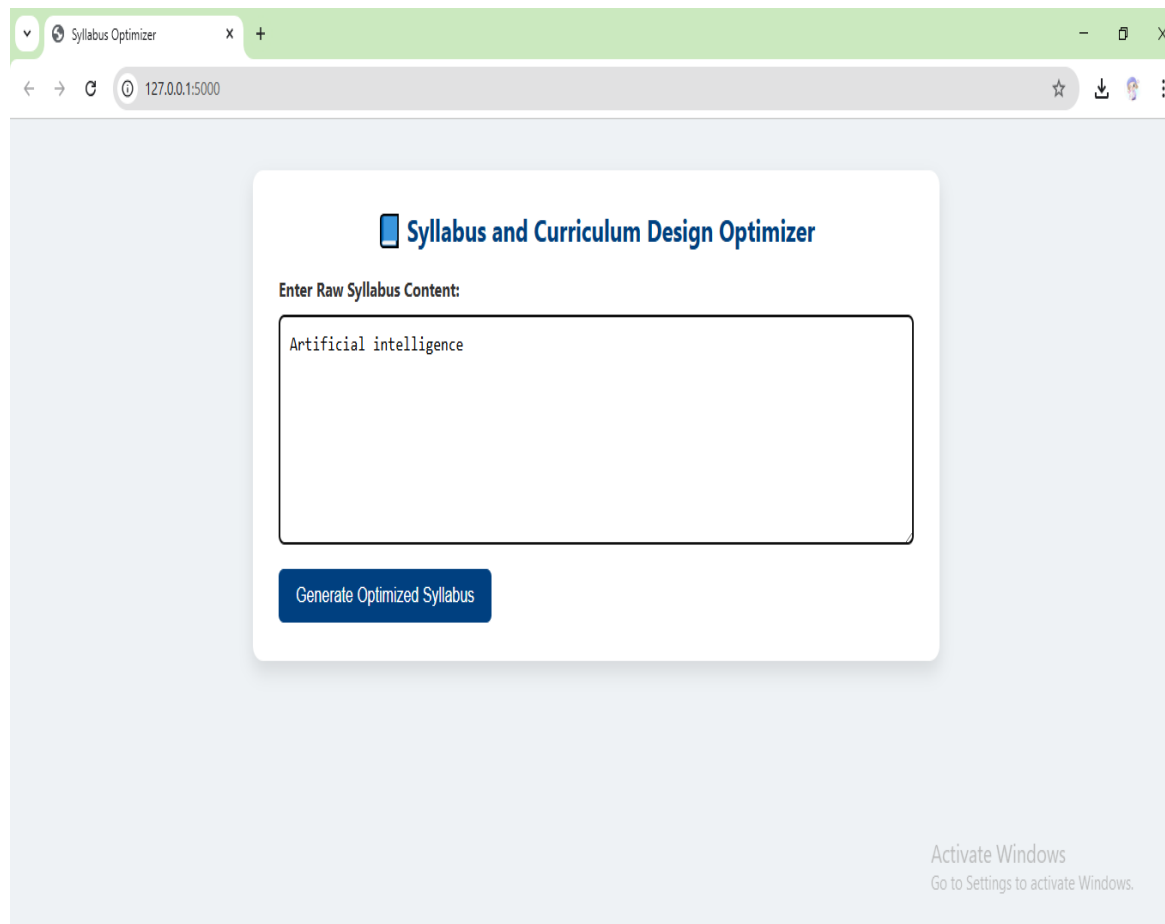 Syllabus Optimizer
127.0.0.1:5000
📘 Syllabus and Curriculum Design Optimizer
Enter Raw Syllabus Content:
Artificial intelligence
Generate Optimized Syllabus
Activate Windows
Go to Settings to activate Windows.